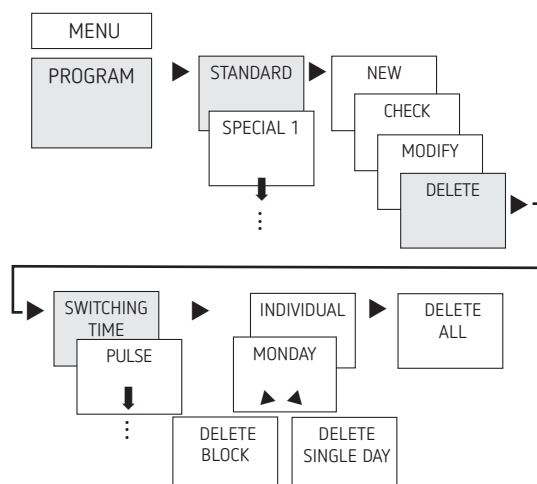 MENU
PROGRAM
STANDARD
SPECIAL 1
NEW
CHECK
MODIFY
DELETE
SWITCHING
TIME
PULSE
INDIVIDUAL
MONDAY
DELETE
ALL
DELETE
BLOCK
DELETE
SINGLE DAY